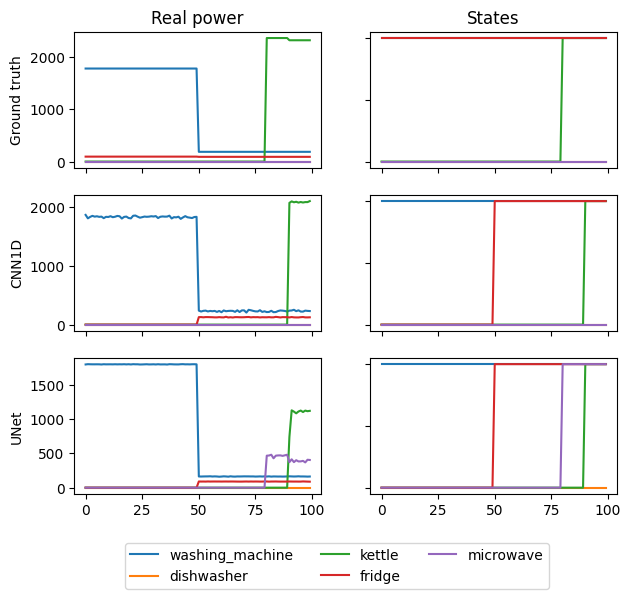 Real power
States
Ground truth
2000
1000
0
CNN1D
2000
1000
0
UNet
1500
1000
500
0
0 25 50 75 100
0 25 50 75 100
washing_machine kettle microwave
dishwasher fridge